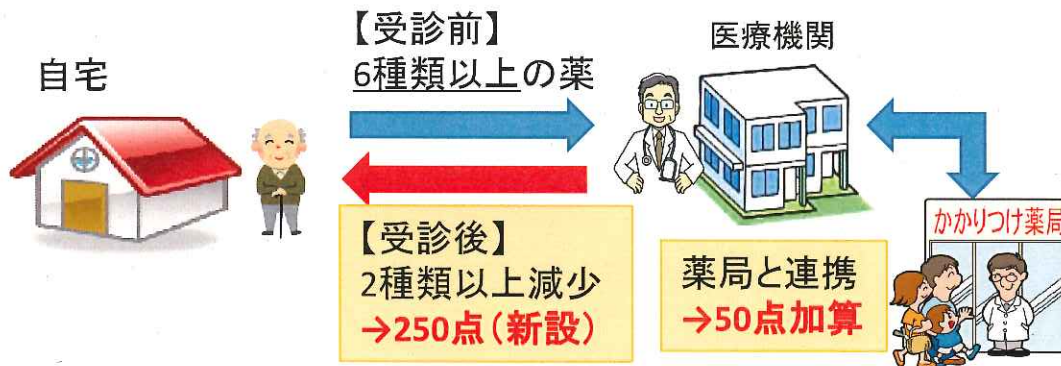 自宅
【受診前】
6種類以上の薬
医療機関
かかりつけ薬局
【受診後】
2種類以上減少
→250点(新設)
薬局と連携
→50点加算